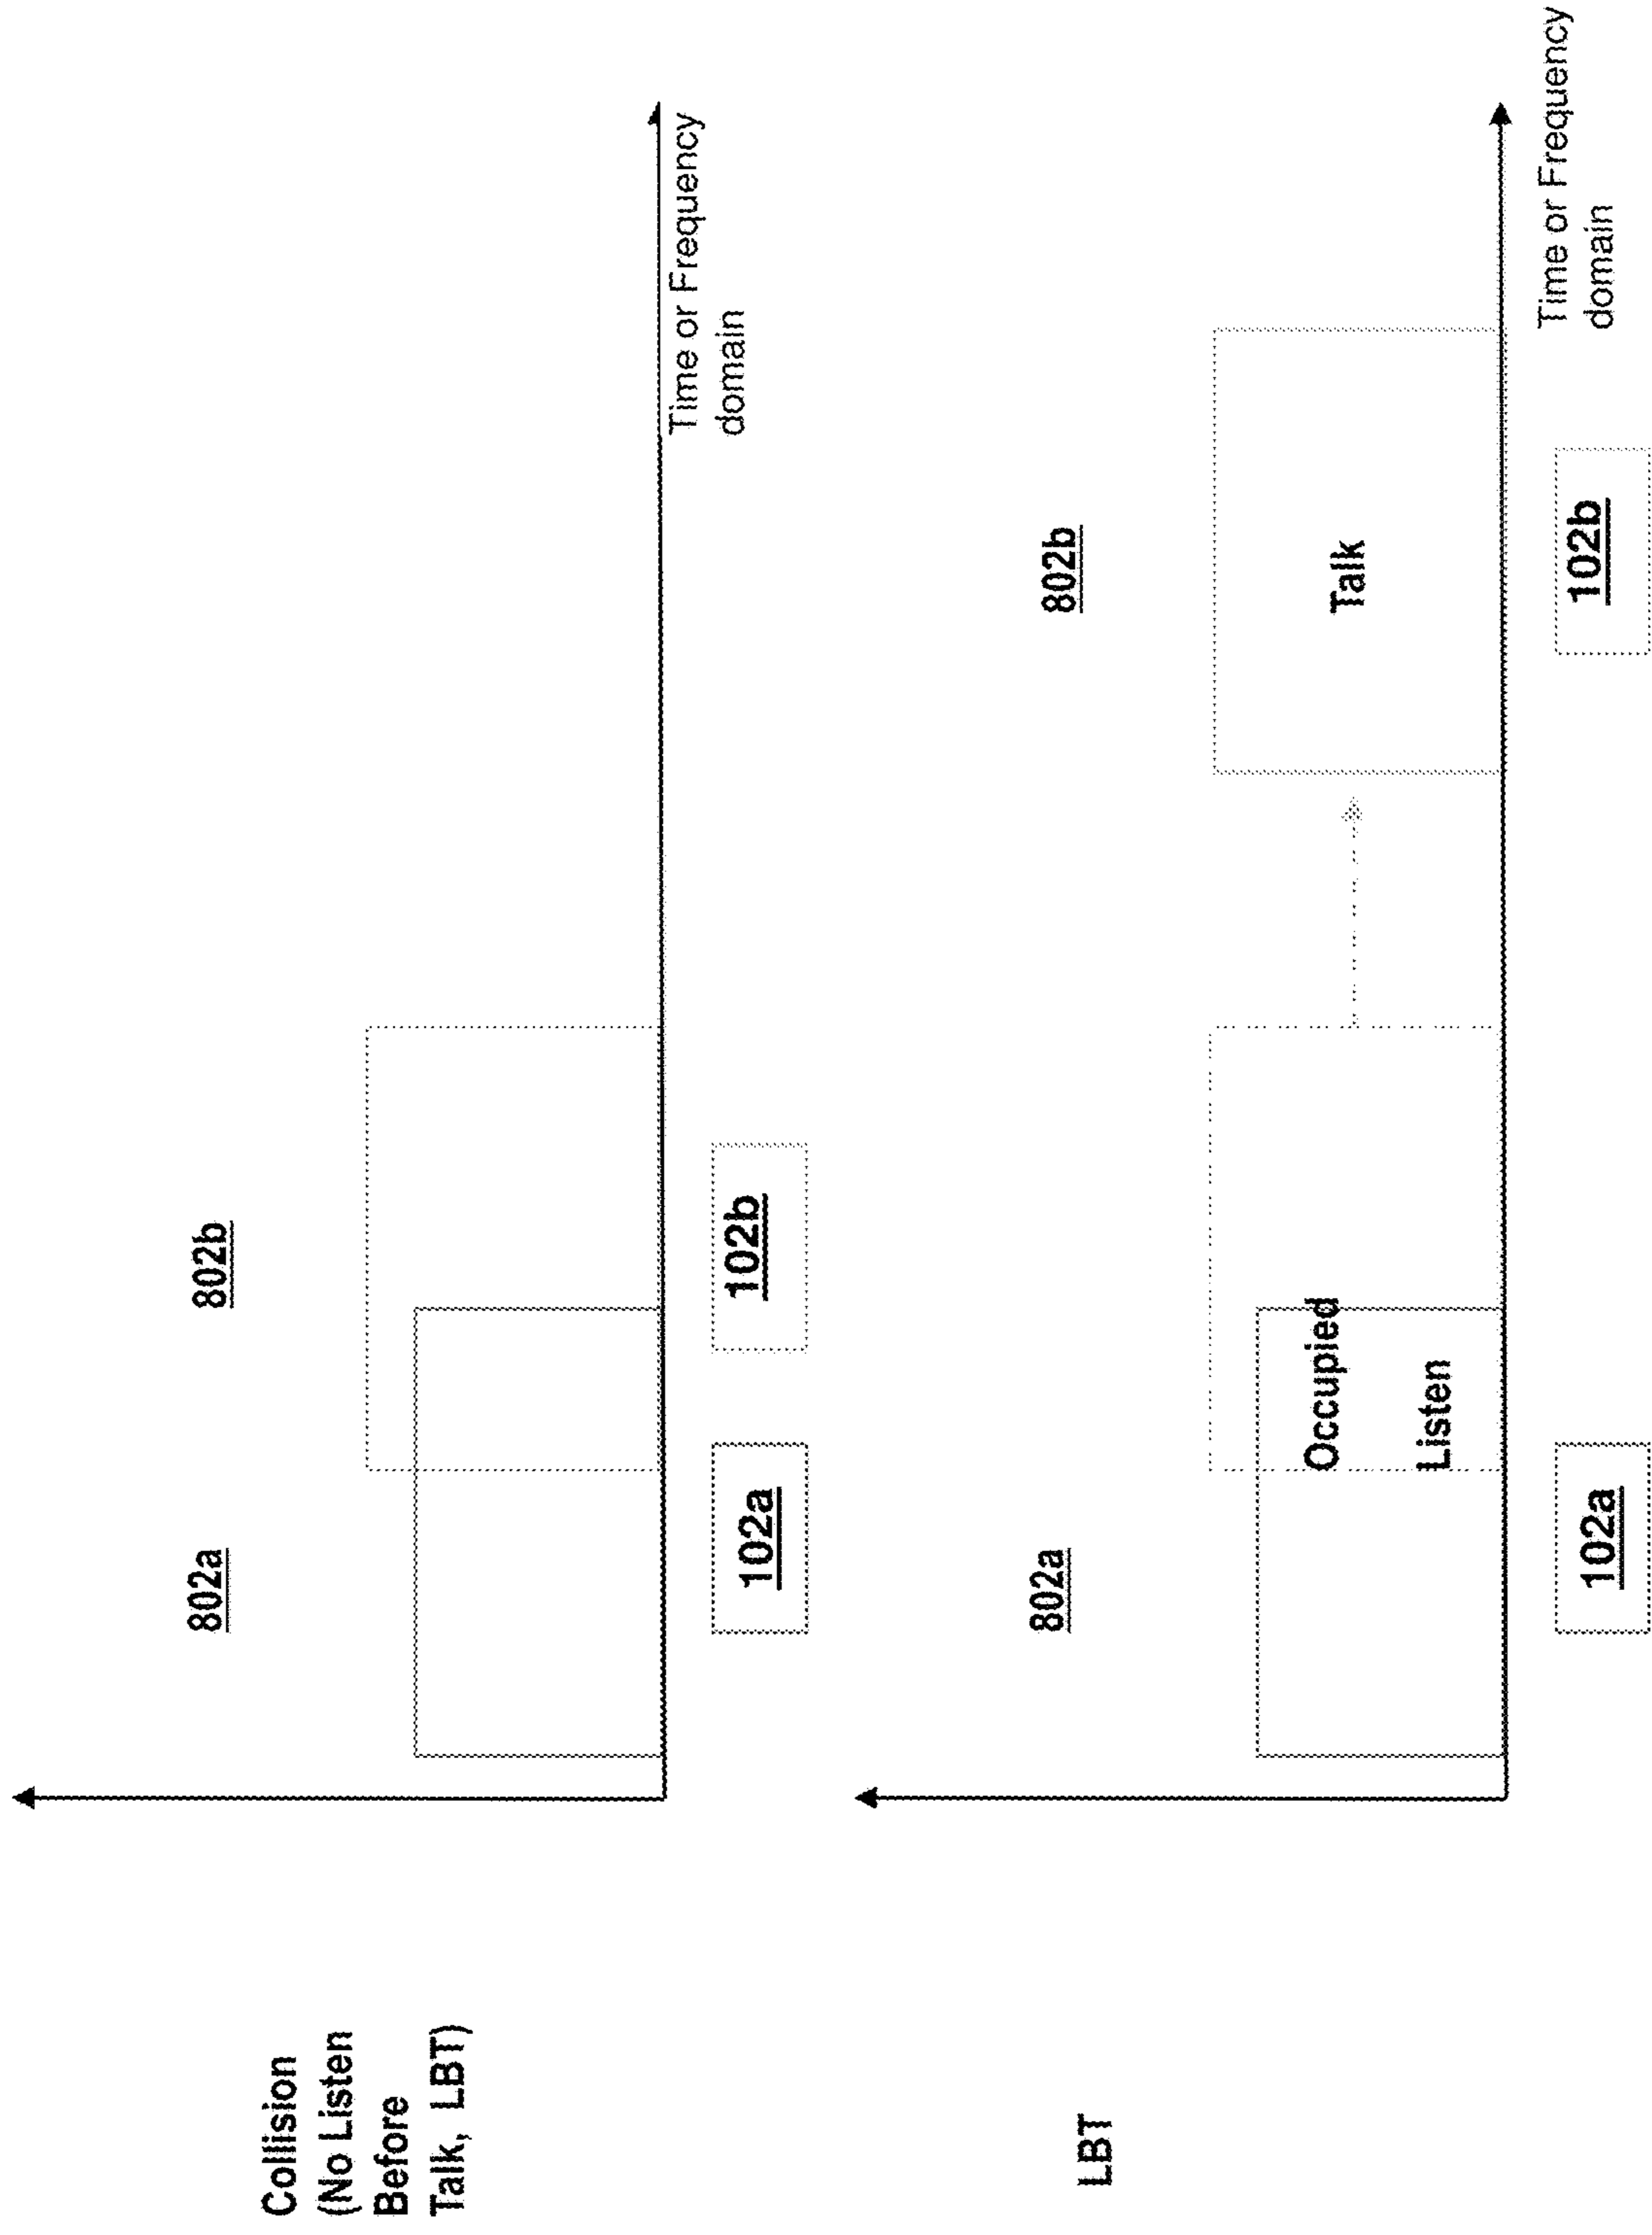 Collision
(No Listen
Before
Talk, LBT)
802a
802b
Time or Frequency
domain
102a
102b
LBT
802a
802b
Occupied
Listen
Talk
Time or Frequency
domain
102a
102b